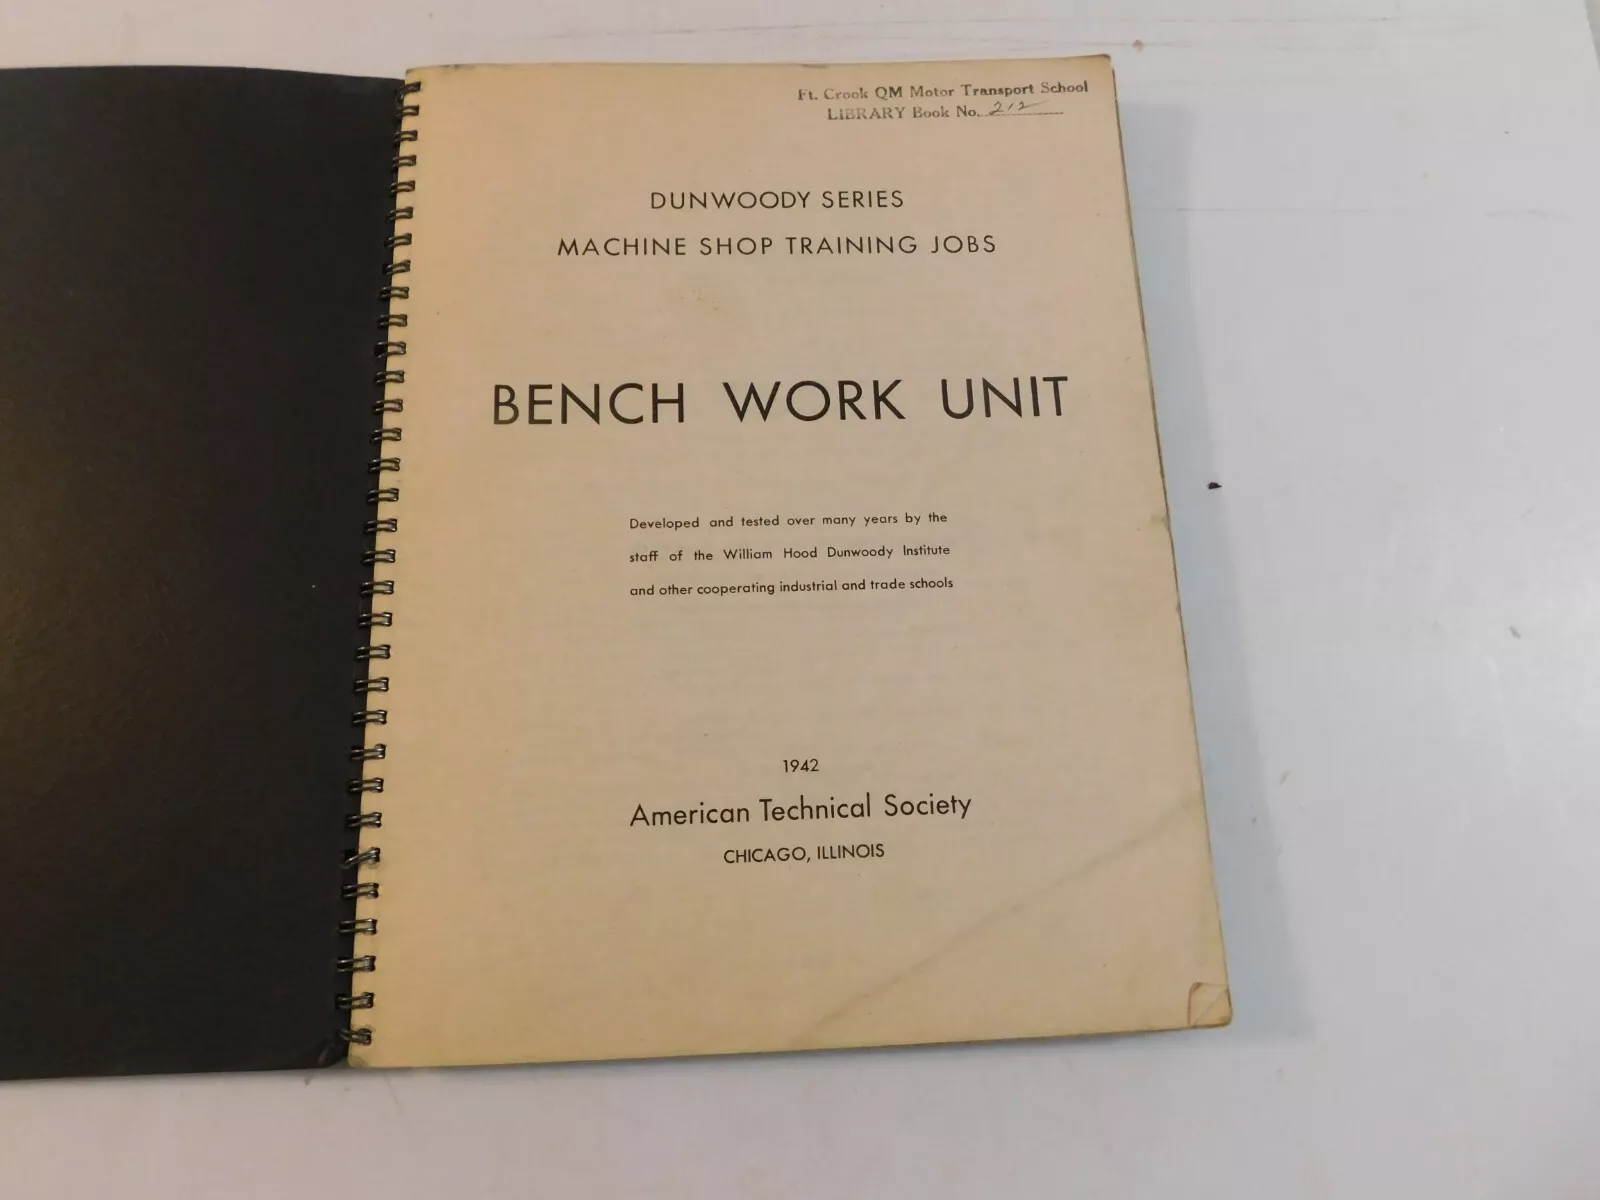 Ft. Crook QM Motor Transport School
LIBRARY Book No. 212
DUNWOODY SERIES
MACHINE SHOP TRAINING JOBS
BENCH WORK UNIT
Developed and tested over many years by the
staff of the William Hood Dunwoody Institute
and other cooperating industrial and trade schools
1942
American Technical Society
CHICAGO, ILLINOIS